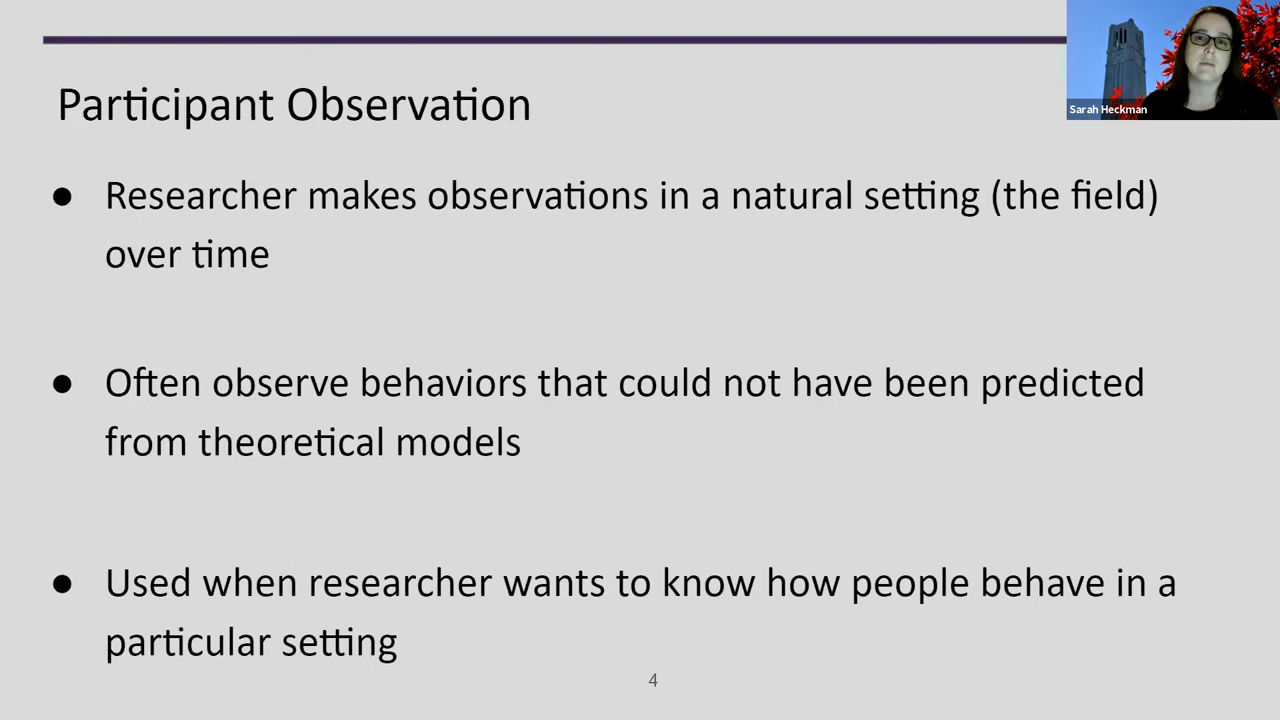 Sarah Heckman
Participant Observation
● Researcher makes observations in a natural setting (the field)
over time
● Often observe behaviors that could not have been predicted
from theoretical models
● Used when researcher wants to know how people behave in a
particular setting
4